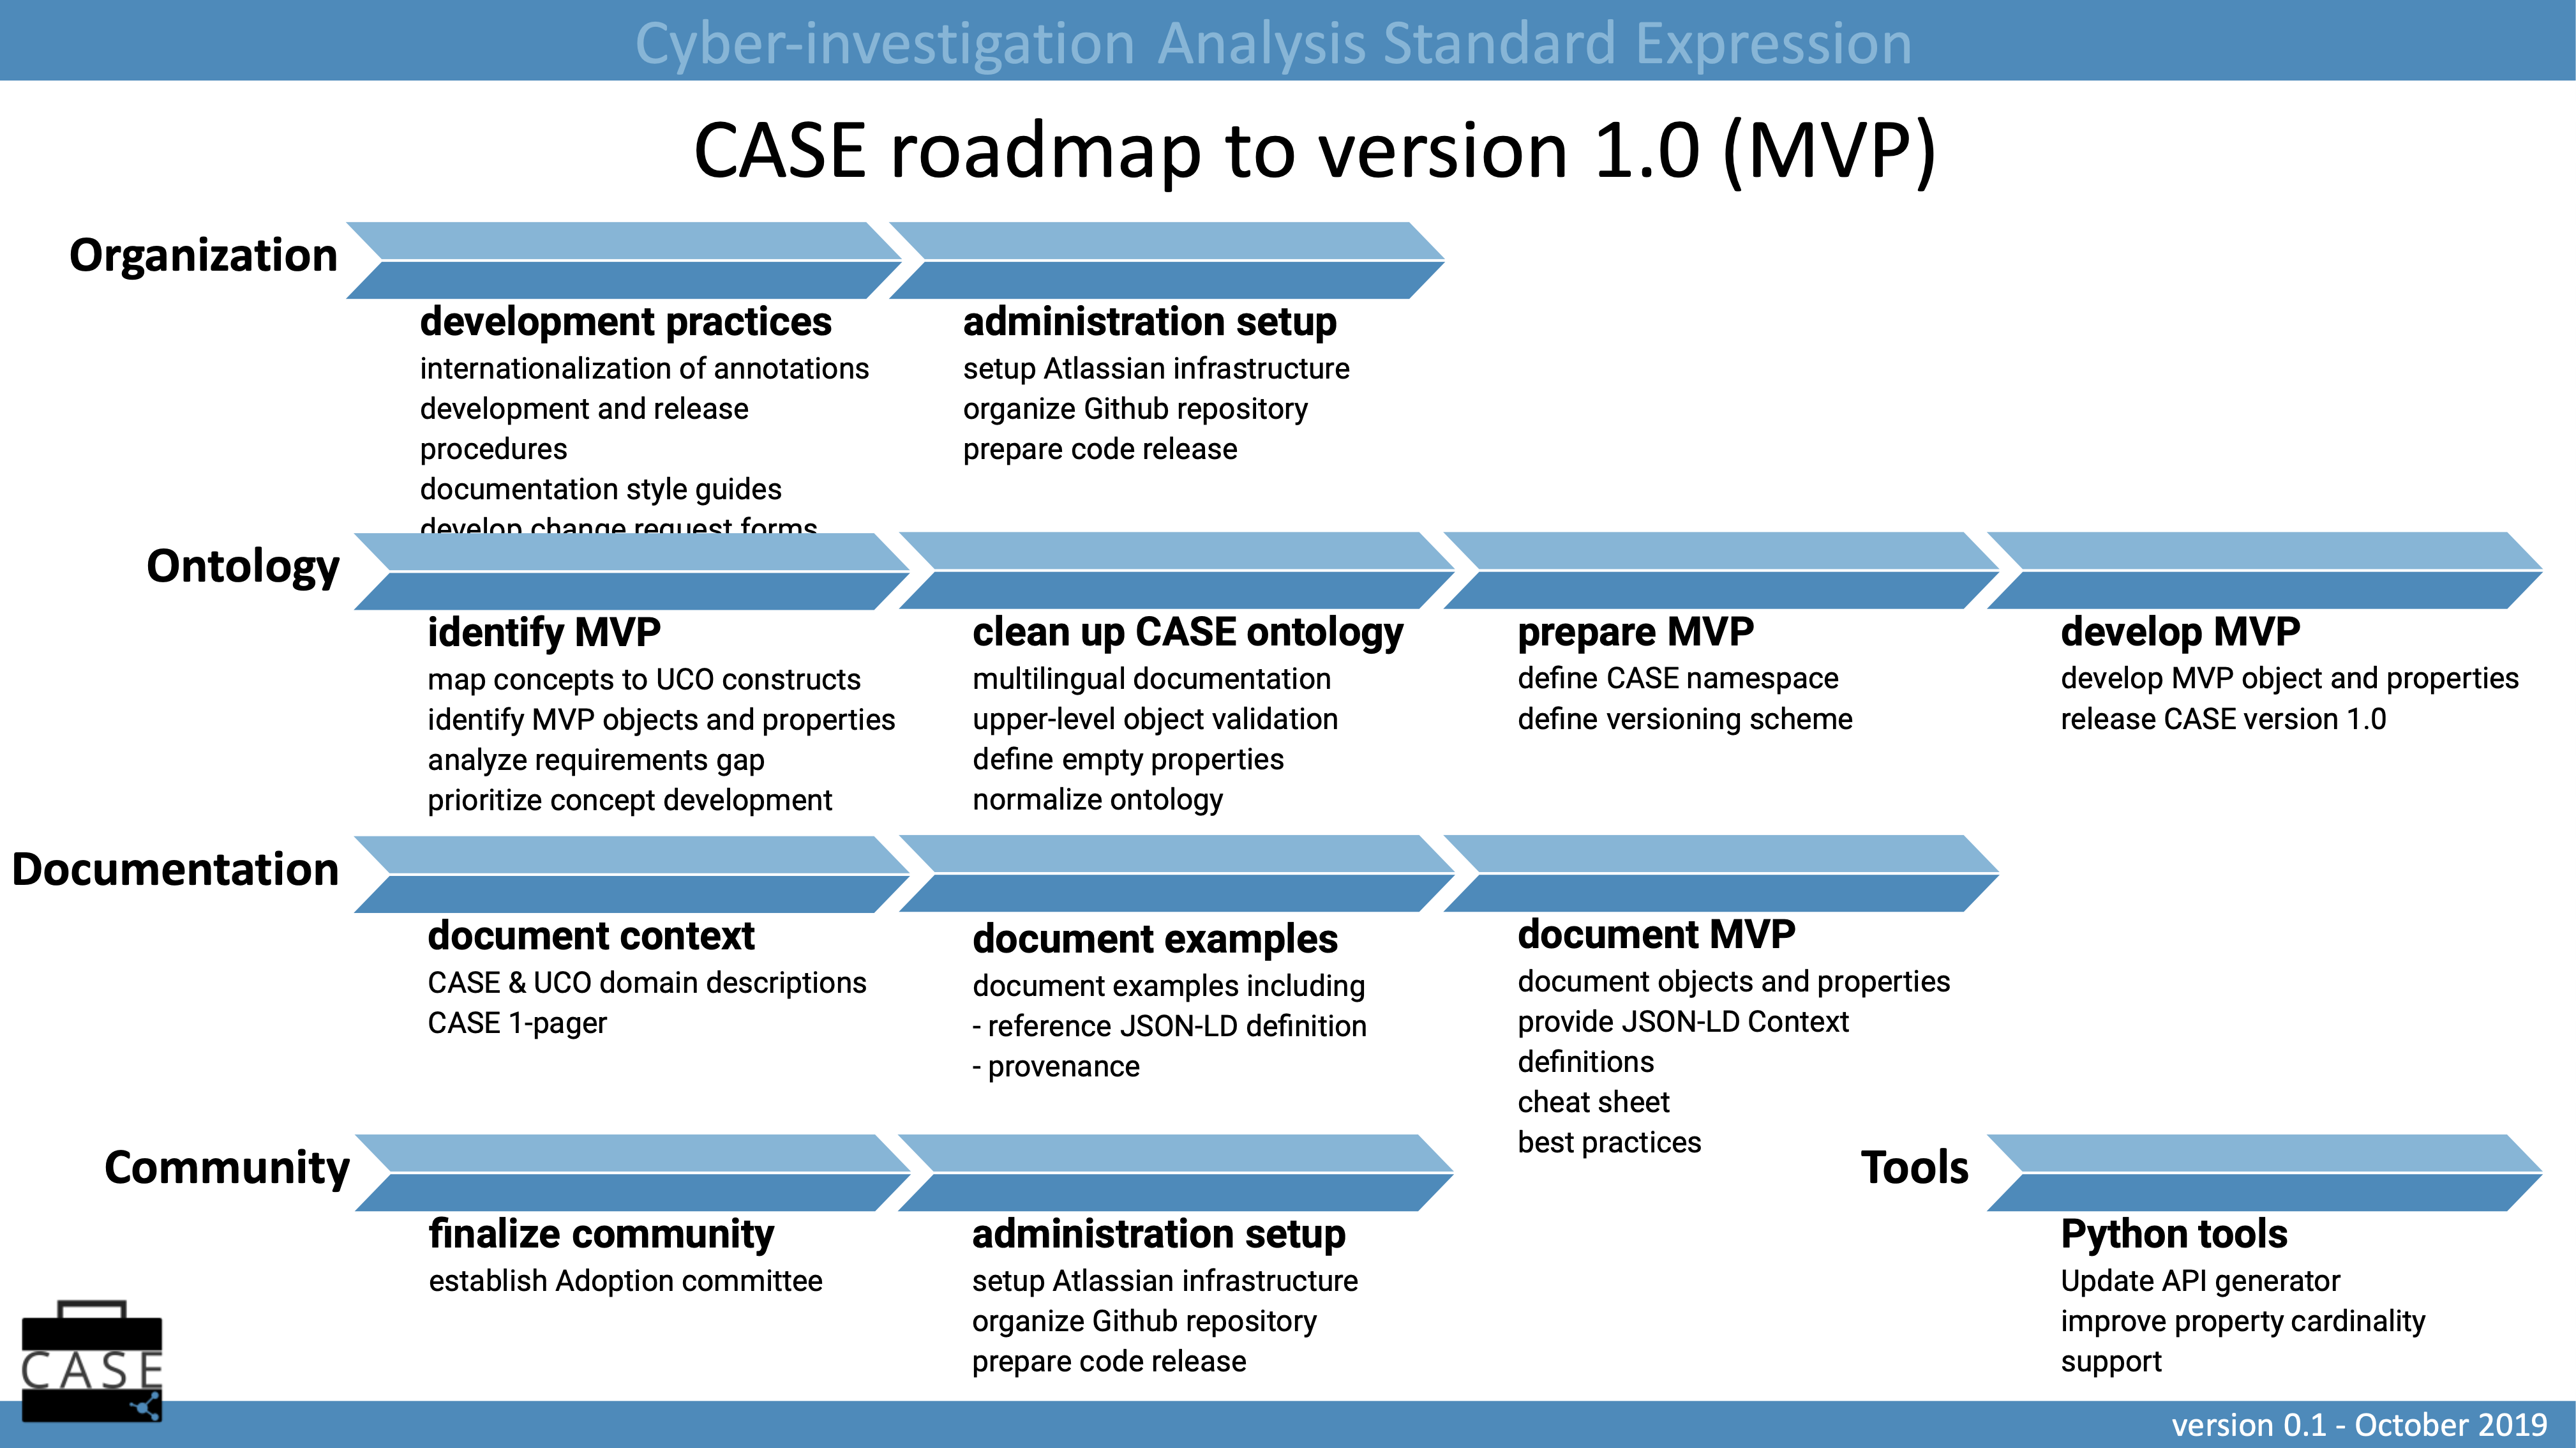 Cyber-investigation Analysis Standard Expression
CASE roadmap to version 1.0 (MVP)
Organization
development practices
internationalization of annotations
development and release
procedures
documentation style guides
develop change request forms
administration setup
setup Atlassian infrastructure
organize Github repository
prepare code release
Ontology
identify MVP
map concepts to UCO constructs
identify MVP objects and properties
analyze requirements gap
prioritize concept development
clean up CASE ontology
multilingual documentation
upper-level object validation
define empty properties
normalize ontology
prepare MVP
define CASE namespace
define versioning scheme
develop MVP
develop MVP object and properties
release CASE version 1.0
Documentation
document context
CASE & UCO domain descriptions
CASE 1-pager
document examples
document examples including
- reference JSON-LD definition
- provenance
document MVP
document objects and properties
provide JSON-LD Context
definitions
cheat sheet
best practices
Community
finalize community
establish Adoption committee
administration setup
setup Atlassian infrastructure
organize Github repository
prepare code release
Tools
Python tools
Update API generator
improve property cardinality
support
CASE
version 0.1 - October 2019